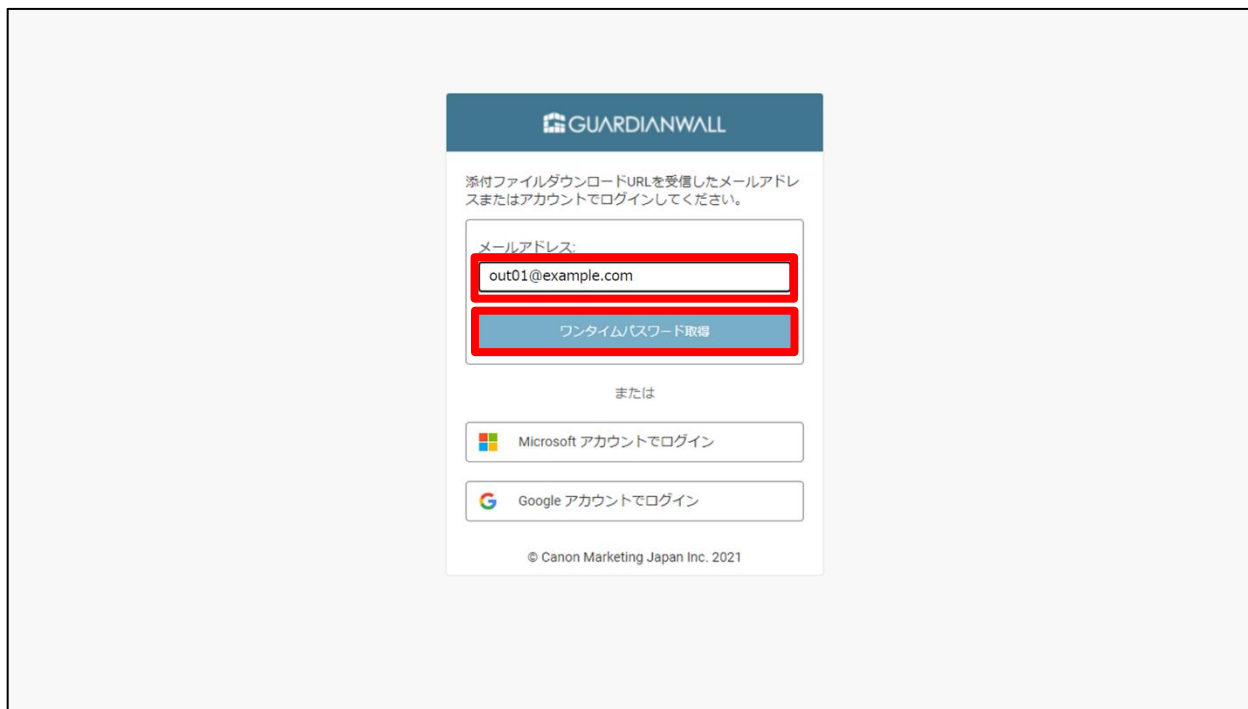 GUARDIANWALL
添付ファイルダウンロードURLを受信したメールアドレ
スまたはアカウントでログインしてください。
メールアドレス:
out01@example.com
ワンタイムパスワード取得
または
Microsoft アカウントでログイン
Google アカウントでログイン
© Canon Marketing Japan Inc. 2021